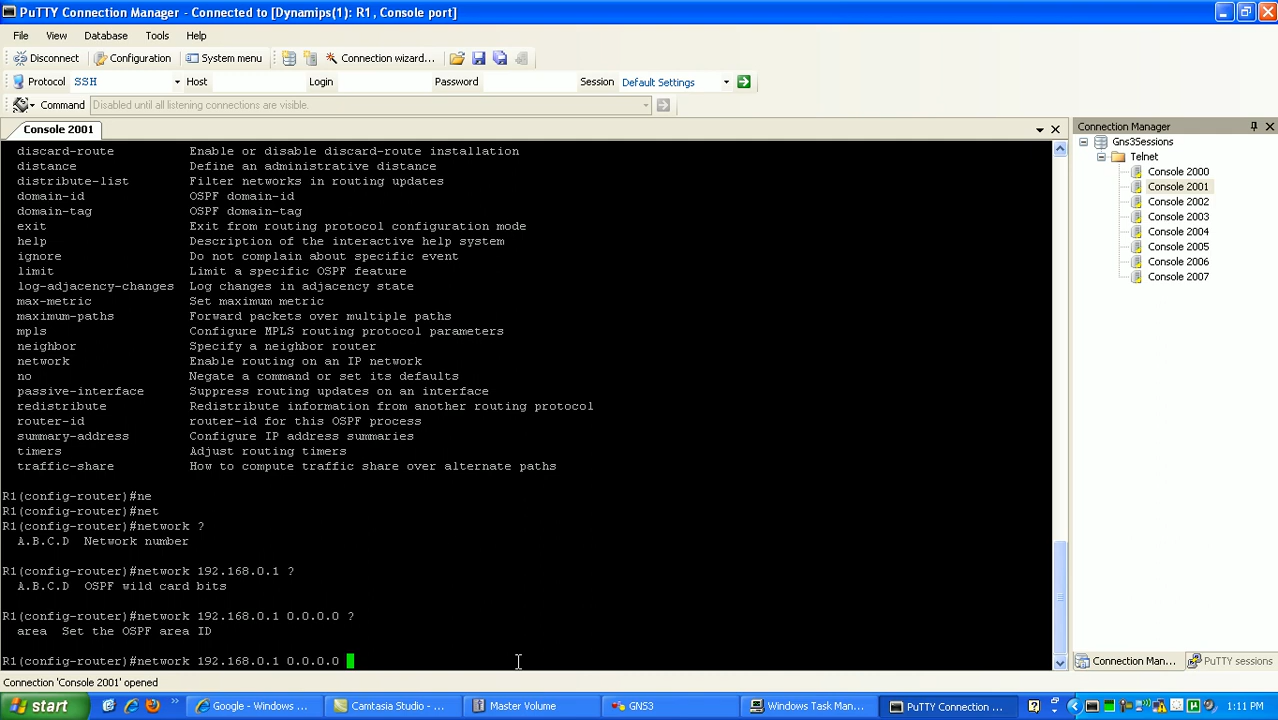 PuTTY Connection Manager - Connected to [Dynamips(1): R1 , Console port]
File View Database Tools Help
Disconnect Configuration System menu Connection wizard...
Protocol SSH Host Login Password Session Default Settings
Command Disabled until all listening connections are visible.
Console 2001
discard-route Enable or disable discard-route installation
distance Define an administrative distance
distribute-list Filter networks in routing updates
domain-id OSPF domain-id
domain-tag OSPF domain-tag
exit Exit from routing protocol configuration mode
help Description of the interactive help system
ignore Do not complain about specific event
limit Limit a specific OSPF feature
log-adjacency-changes Log changes in adjacency state
max-metric Set maximum metric
maximum-paths Forward packets over multiple paths
mpls Configure MPLS routing protocol parameters
neighbor Specify a neighbor router
network Enable routing on an IP network
no Negate a command or set its defaults
passive-interface Suppress routing updates on an interface
redistribute Redistribute information from another routing protocol
router-id router-id for this OSPF process
summary-address Configure IP address summaries
timers Adjust routing timers
traffic-share How to compute traffic share over alternate paths
R1(config-router)#ne
R1(config-router)#net
R1(config-router)#network ?
A.B.C.D Network number
R1(config-router)#network 192.168.0.1 ?
A.B.C.D OSPF wild card bits
R1(config-router)#network 192.168.0.1 0.0.0.0 ?
area Set the OSPF area ID
R1(config-router)#network 192.168.0.1 0.0.0.0
Connection Manager
Gns3Sessions
Telnet
Console 2000
Console 2001
Console 2002
Console 2003
Console 2004
Console 2005
Console 2006
Console 2007
Connection Man... PuTTY sessions
Connection 'Console 2001' opened
start Google - Windows ... Camtasia Studio - ... Master Volume GNS3 Windows Task Man... PuTTY Connection ... 1:11 PM